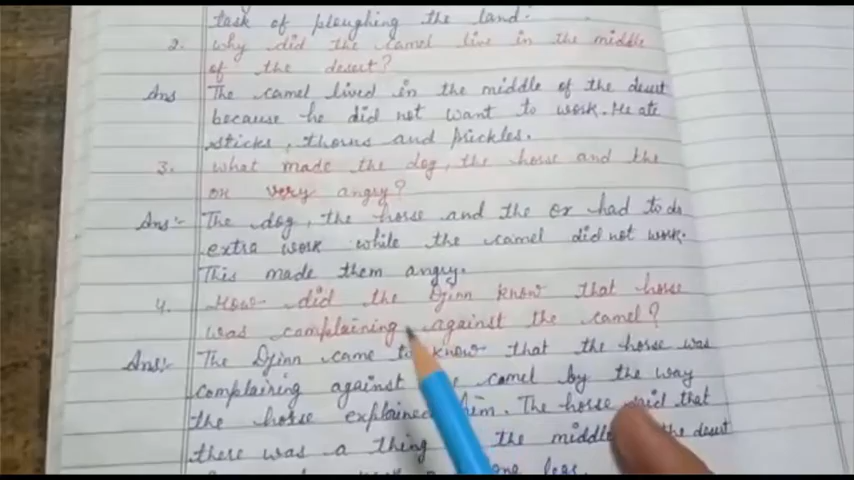 task of ploughing the land.
2. why did the camel live in the middle
of the desert?
Ans The camel lived in the middle of the desert
because he did not want to work. He ate
sticks, thorns and prickles.
3. what made the dog, the horse and the
ox very angry?
Ans:- The dog, the horse and the ox had to do
extra work while the camel did not work.
This made them angry.
4. How did the Djinn know that horse
was complaining against the camel?
Ans:- The Djinn came to know that the horse was
complairing against camel by the way
the horse explained him. The horse said that
there was a thing the middle the desert